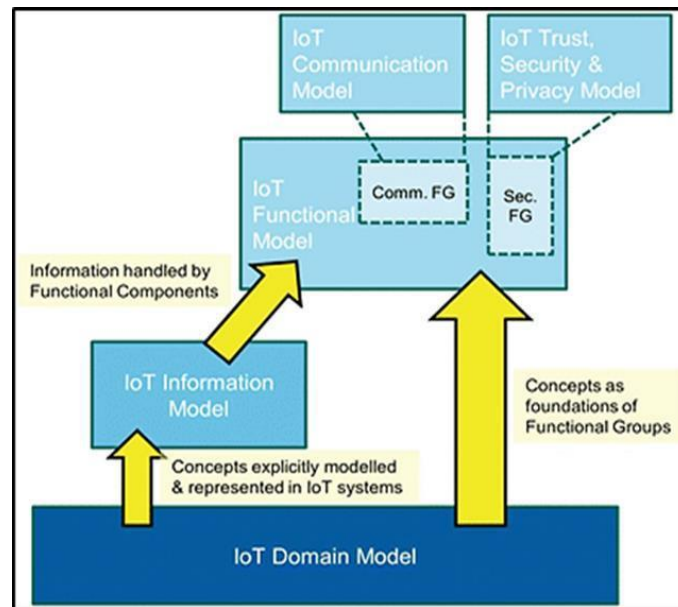 IoT
Communication
Model
IoT Trust,
Security &
Privacy Model
IoT
Functional
Model
Comm. FG
Sec.
FG
Information handled by
Functional Components
IoT Information
Model
Concepts as
foundations of
Functional Groups
Concepts explicitly modelled
& represented in IoT systems
IoT Domain Model